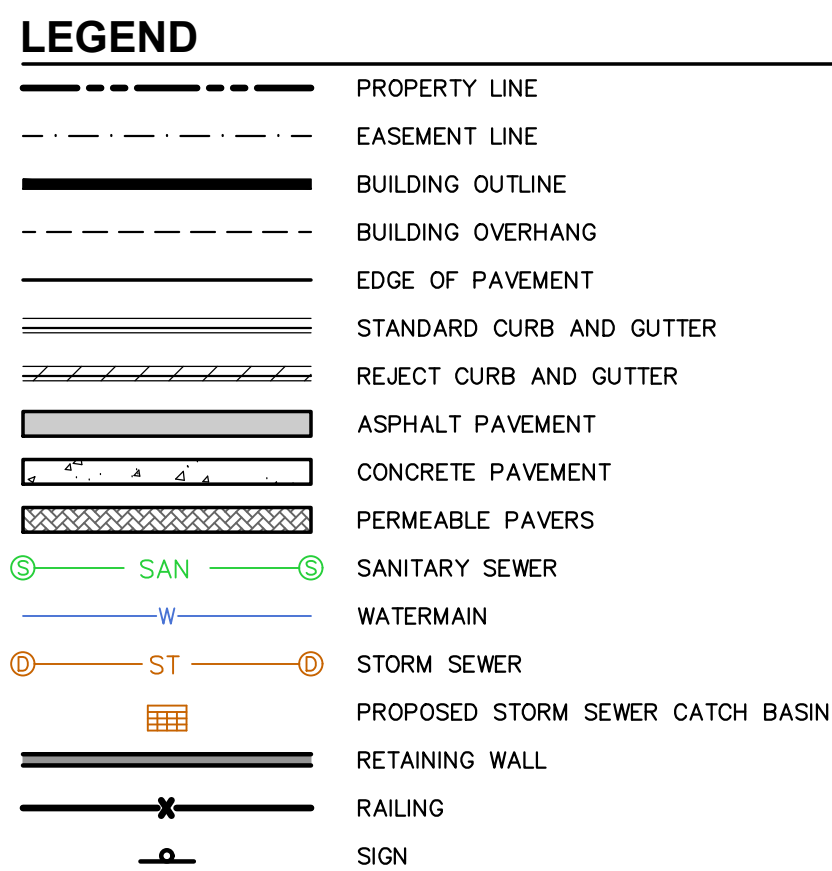 LEGEND
PROPERTY LINE
EASEMENT LINE
BUILDING OUTLINE
BUILDING OVERHANG
EDGE OF PAVEMENT
STANDARD CURB AND GUTTER
REJECT CURB AND GUTTER
ASPHALT PAVEMENT
CONCRETE PAVEMENT
PERMEABLE PAVERS
S SAN S SANITARY SEWER
W WATERMAIN
D ST D STORM SEWER
PROPOSED STORM SEWER CATCH BASIN
RETAINING WALL
X RAILING
SIGN